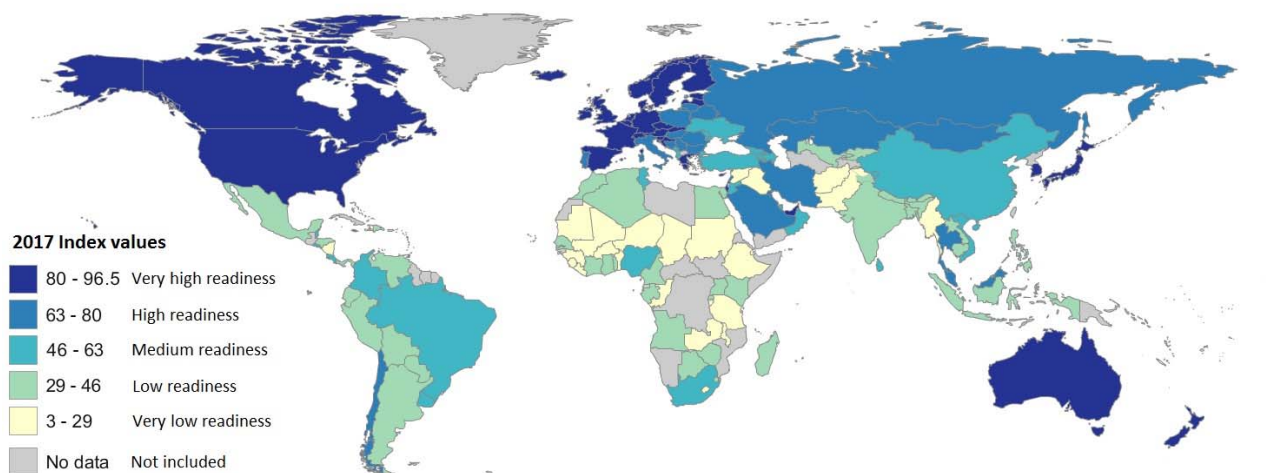 2017 Index values
80 - 96.5 Very high readiness
63 - 80 High readiness
46 - 63 Medium readiness
29 - 46 Low readiness
3 - 29 Very low readiness
No data Not included